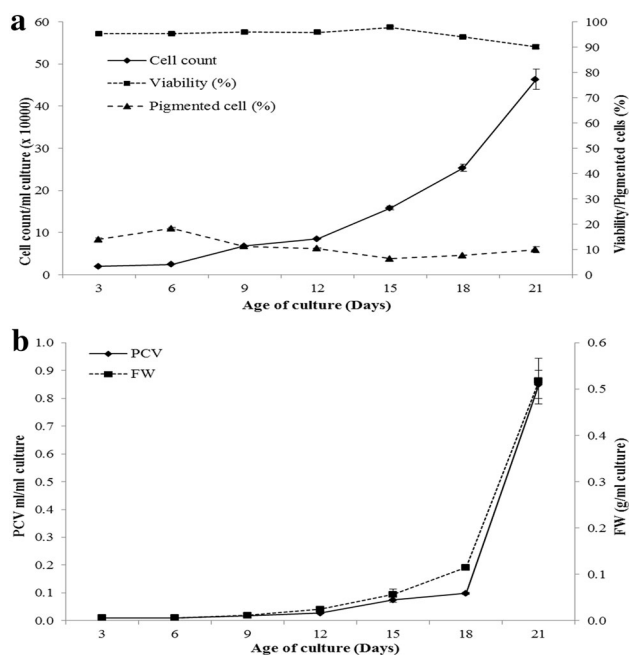 a
60
50
40
30
20
10
0
Cell count/ml culture (x 10000)
Cell count
Viability (%)
Pigmented cell (%)
100
90
80
70
60
50
40
30
20
10
0
Viability/Pigmented cells (%)
3 6 9 12 15 18 21
Age of culture (Days)
b
1.0
0.9
0.8
0.7
0.6
0.5
0.4
0.3
0.2
0.1
0.0
PCV ml/ml culture
PCV
FW
0.6
0.5
0.4
0.3
0.2
0.1
0.0
FW (g/ml culture)
3 6 9 12 15 18 21
Age of culture (Days)